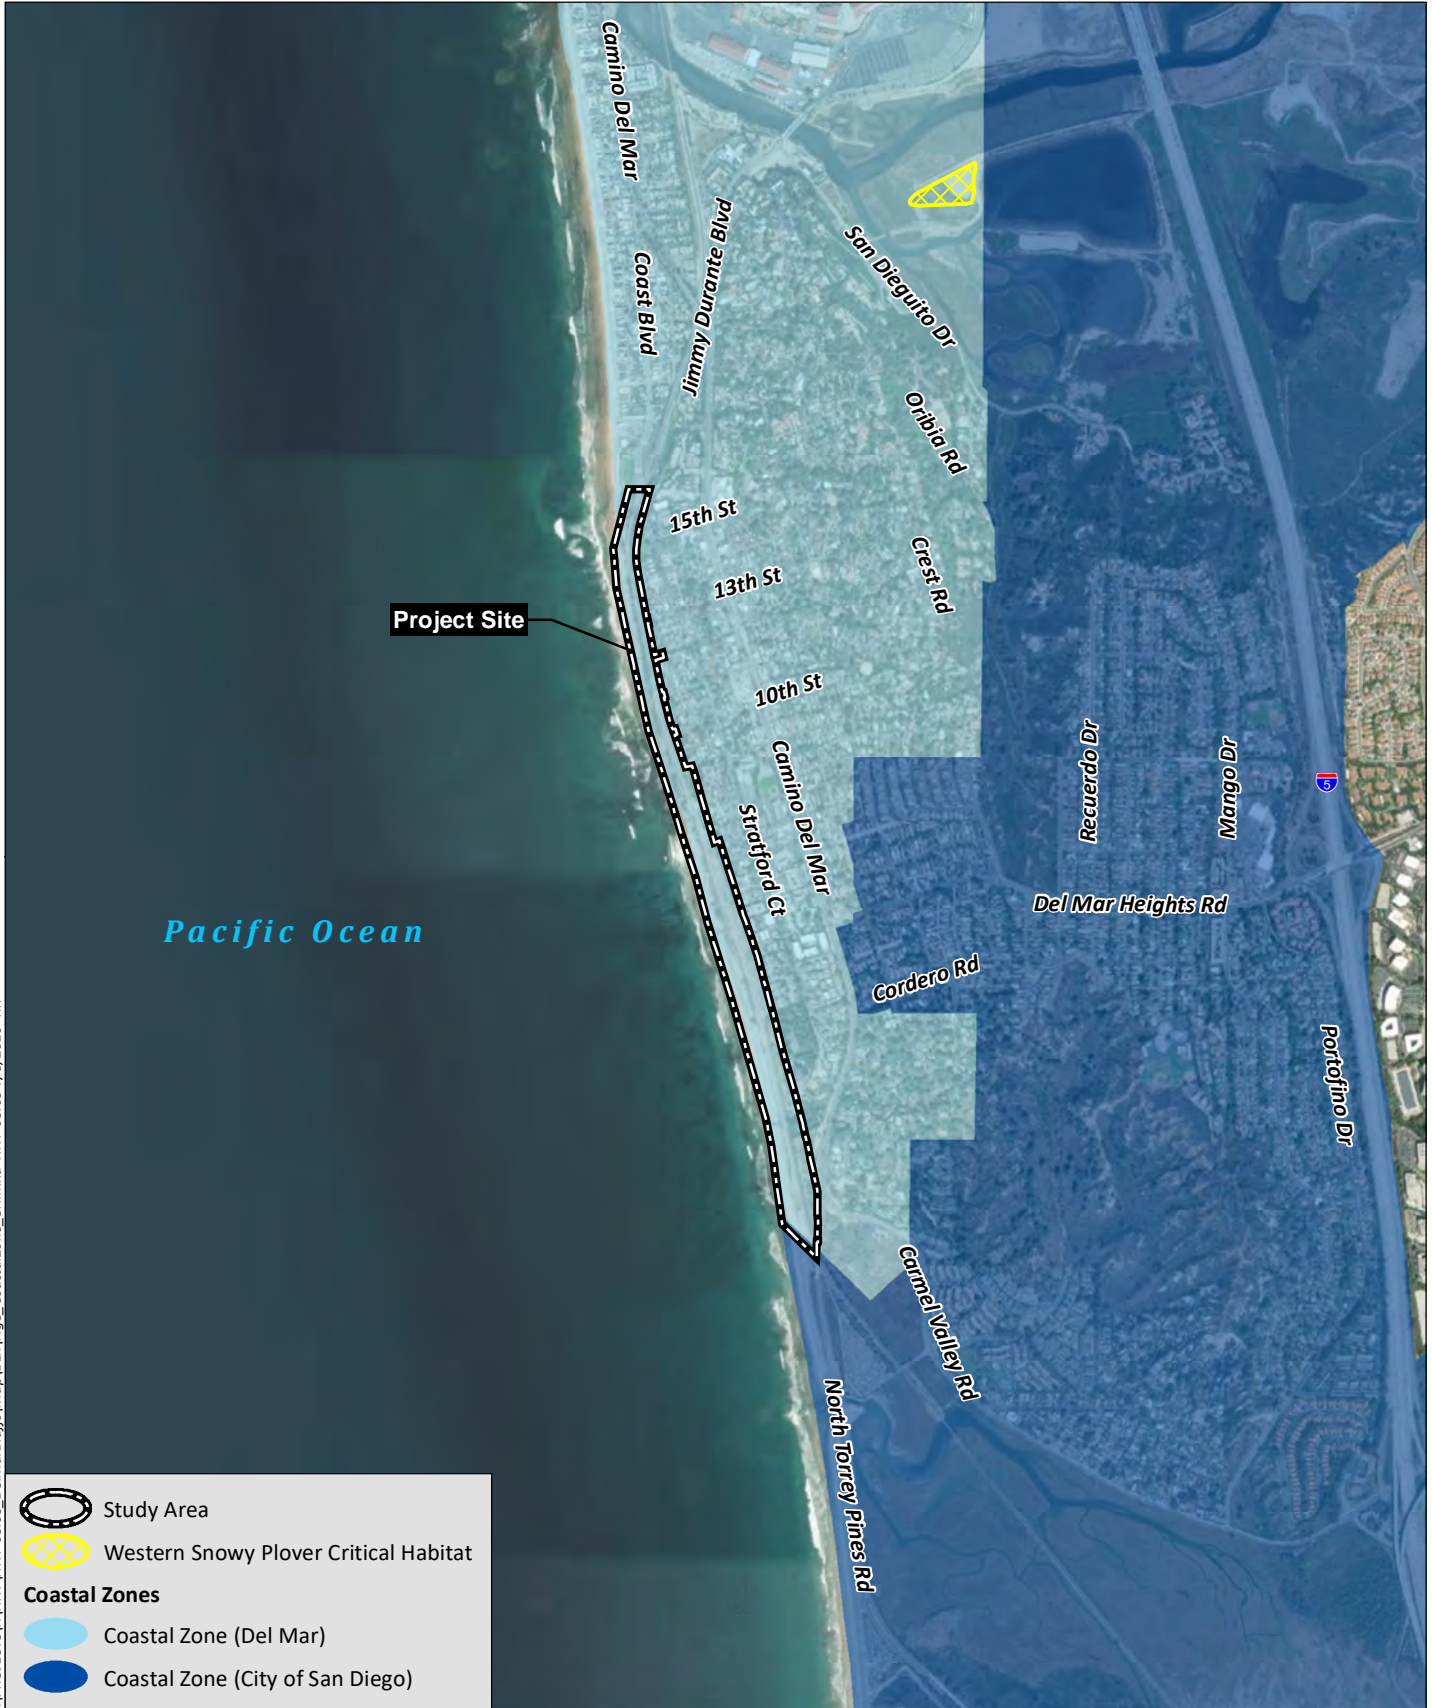 Camino Del Mar
Coast Blvd
Jimmy Durante Blvd
San Dieguito Dr
Oribia Rd
15th St
13th St
Crest Rd
Project Site
10th St
Camino Del Mar
Stratford Ct
Recuerdo Dr
Mango Dr
5
Del Mar Heights Rd
Pacific Ocean
Cordero Rd
Portofino Dr
Carmel Valley Rd
North Torrey Pines Rd
Study Area
Western Snowy Plover Critical Habitat
Coastal Zones
Coastal Zone (Del Mar)
Coastal Zone (City of San Diego)